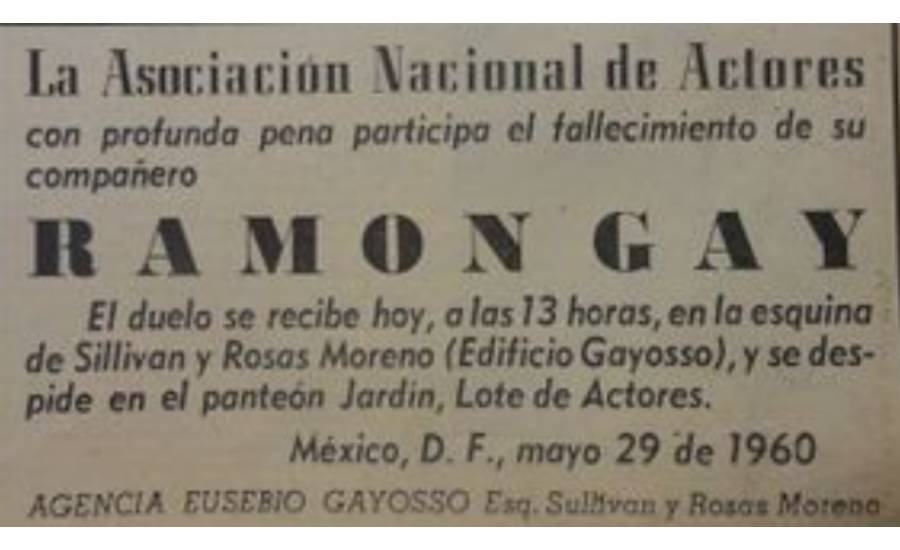 La Asociación Nacional de Actores
con profunda pena participa el fallecimiento de su
compañero
RAMON GAY
El duelo se recibe hoy, a las 13 horas, en la esquina
de Sillivan y Rosas Moreno (Edificio Gayosso), y se des-
pide en el panteón Jardín, Lote de Actores.
México, D. F., mayo 29 de 1960
AGENCIA EUSEBIO GAYOSSO Esq. Sullivan y Rosas Moreno